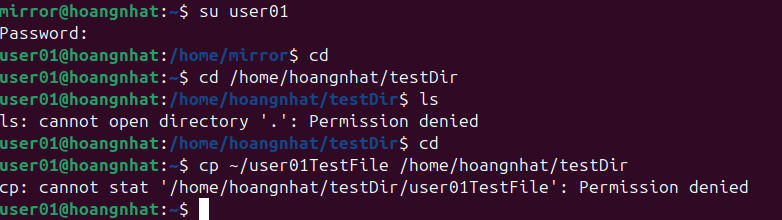 mirror@hoangnhat:~$ su user01
Password:
user01@hoangnhat:/home/mirror$ cd
user01@hoangnhat:~$ cd /home/hoangnhat/testDir
user01@hoangnhat:/home/hoangnhat/testDir$ ls
ls: cannot open directory '.': Permission denied
user01@hoangnhat:/home/hoangnhat/testDir$ cd
user01@hoangnhat:~$ cp ~/user01TestFile /home/hoangnhat/testDir
cp: cannot stat '/home/hoangnhat/testDir/user01TestFile': Permission denied
user01@hoangnhat:~$